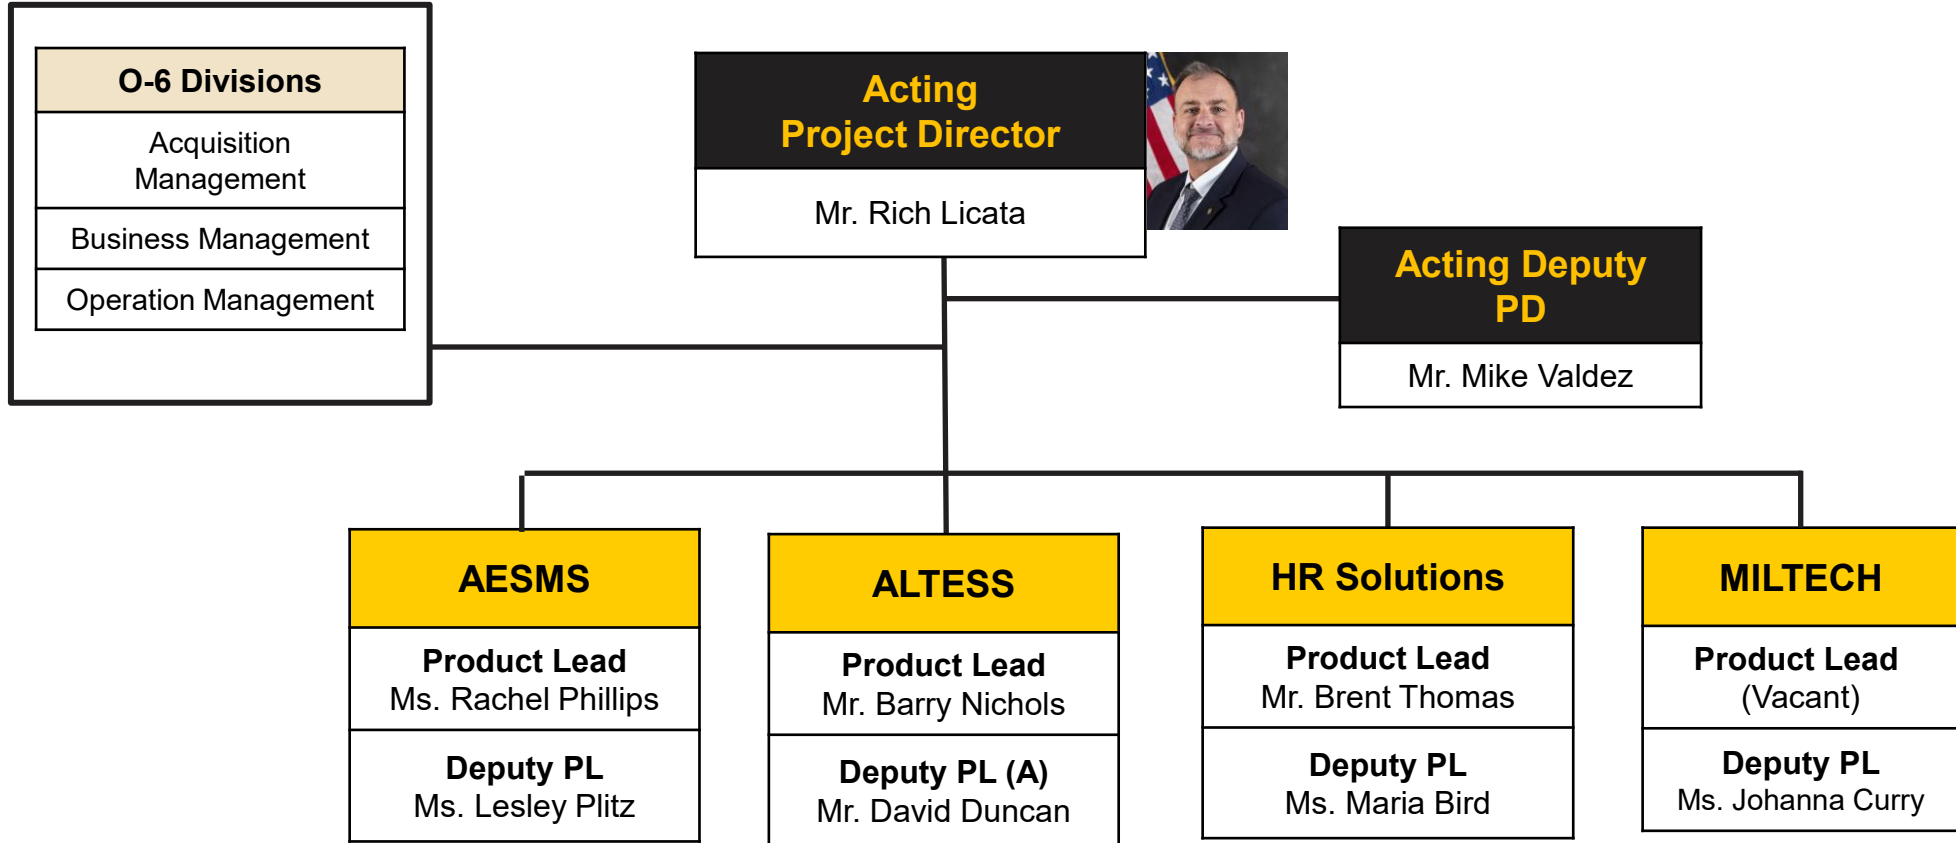 O-6 Divisions
Acquisition
Management
Business Management
Operation Management
Acting
Project Director
Mr. Rich Licata
Acting Deputy
PD
Mr. Mike Valdez
AESMS
Product Lead
Ms. Rachel Phillips
Deputy PL
Ms. Lesley Plitz
ALTESS
Product Lead
Mr. Barry Nichols
Deputy PL (A)
Mr. David Duncan
HR Solutions
Product Lead
Mr. Brent Thomas
Deputy PL
Ms. Maria Bird
MILTECH
Product Lead
(Vacant)
Deputy PL
Ms. Johanna Curry